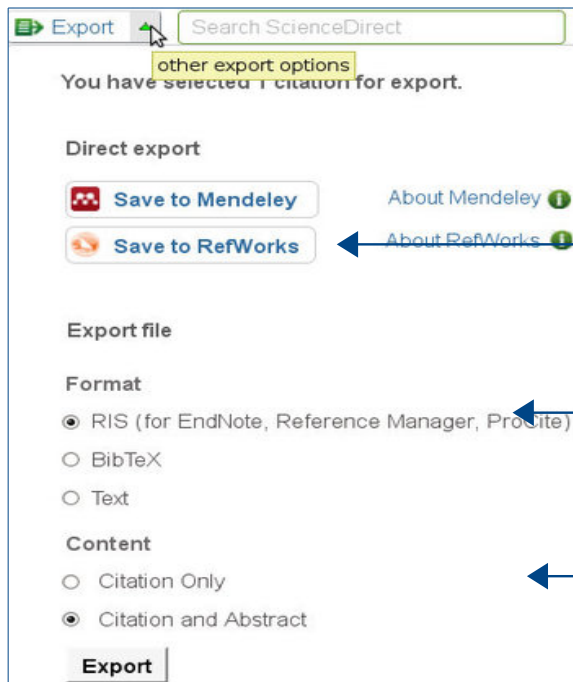 Export Search ScienceDirect
other export options
You have selected 1 citation for export.
Direct export
Save to Mendeley About Mendeley
Save to RefWorks About RefWorks
Export file
Format
RIS (for EndNote, Reference Manager, ProCite)
BibTeX
Text
Content
Citation Only
Citation and Abstract
Export